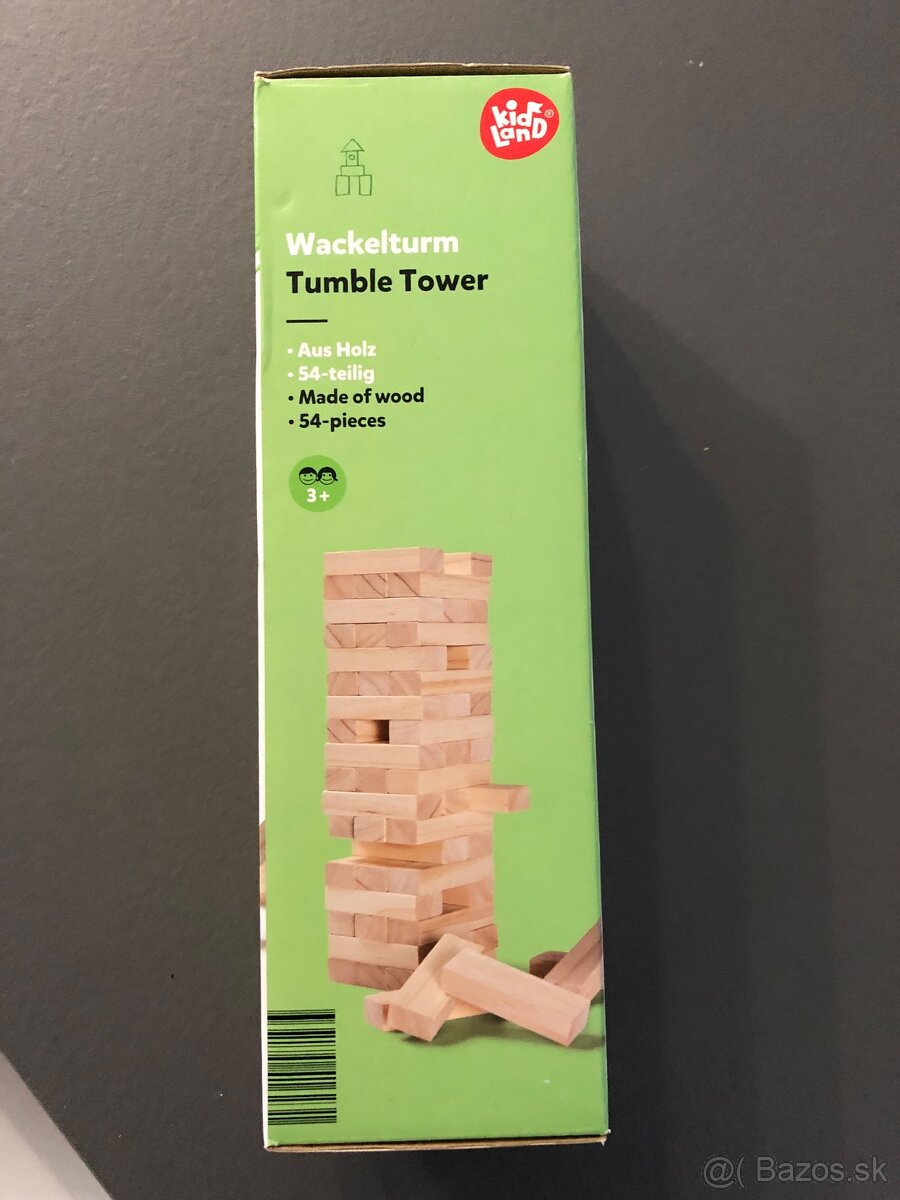 kid
LanD®
Wackelturm
Tumble Tower
• Aus Holz
• 54-teilig
• Made of wood
• 54-pieces
3+
@( Bazos.sk